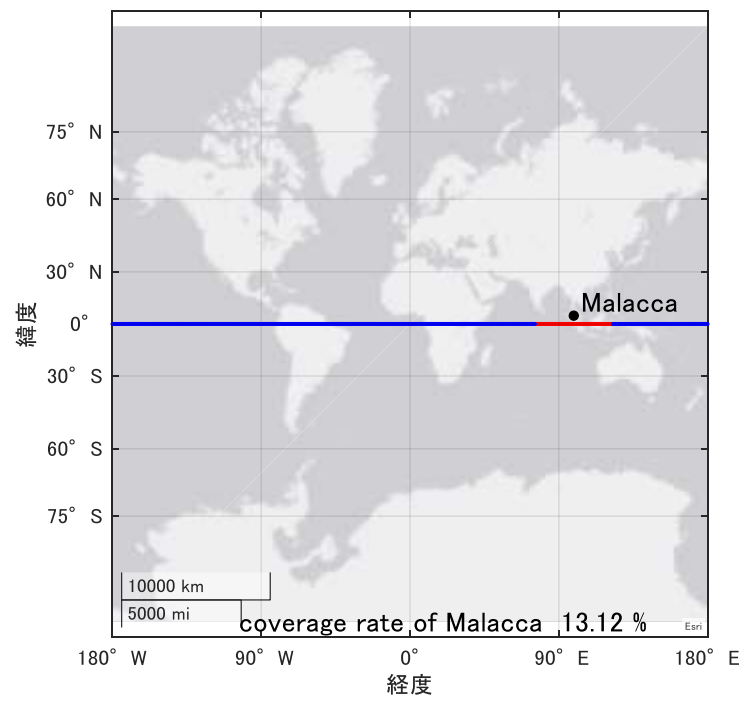 75° N
60° N
30° N
Malacca
0°
緯度
30° S
60° S
75° S
10000 km
5000 mi
coverage rate of Malacca 13.12 %
Esri
180° W 90° W 0° 90° E 180° E
経度